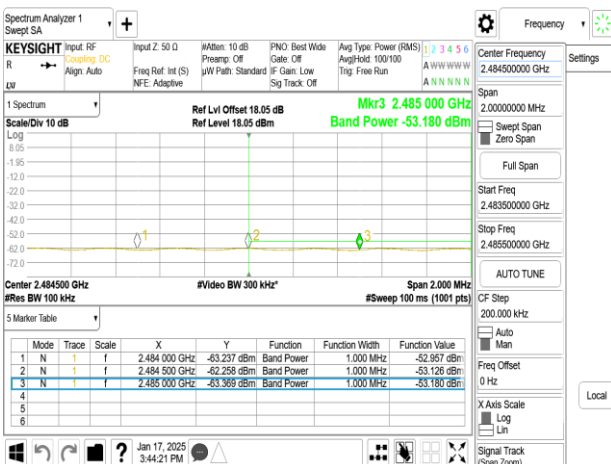 Spectrum Analyzer 1
Swept SA
Frequency
KEYSIGHT
Input: RF
Coupling: DC
Align: Auto
Input Z: 50 Ω
Freq Ref: Int (S)
NFE: Adaptive
#Atten: 10 dB
Preamp: Off
µW Path: Standard
PNO: Best Wide
Gate: Off
IF Gain: Low
Sig Track: Off
Avg Type: Power (RMS)
Avg|Hold: 100/100
Trig: Free Run
1 2 3 4 5 6
A W W W W W
A N N N N N
R
LXI
1 Spectrum
Scale/Div 10 dB
Ref Lvl Offset 18.05 dB
Ref Level 18.05 dBm
Mkr3 2.485 000 GHz
Band Power -53.180 dBm
Log
8.05
-1.95
-12.0
-22.0
-32.0
-42.0
-52.0
-62.0
-72.0
1
2
3
Center 2.484500 GHz
#Video BW 300 kHz*
Span 2.000 MHz
#Res BW 100 kHz
#Sweep 100 ms (1001 pts)
5 Marker Table
Mode Trace Scale X Y Function Function Width Function Value
1 N 1 f 2.484 000 GHz -63.237 dBm Band Power 1.000 MHz -52.957 dBm
2 N 1 f 2.484 500 GHz -62.258 dBm Band Power 1.000 MHz -53.126 dBm
3 N 1 f 2.485 000 GHz -63.369 dBm Band Power 1.000 MHz -53.180 dBm
4
5
6
Jan 17, 2025
3:44:21 PM
Center Frequency
2.484500000 GHz
Settings
Span
2.00000000 MHz
Swept Span
Zero Span
Full Span
Start Freq
2.483500000 GHz
Stop Freq
2.485500000 GHz
AUTO TUNE
CF Step
200.000 kHz
Auto
Man
Freq Offset
0 Hz
X Axis Scale
Log
Lin
Local
Signal Track
(Span Zoom)